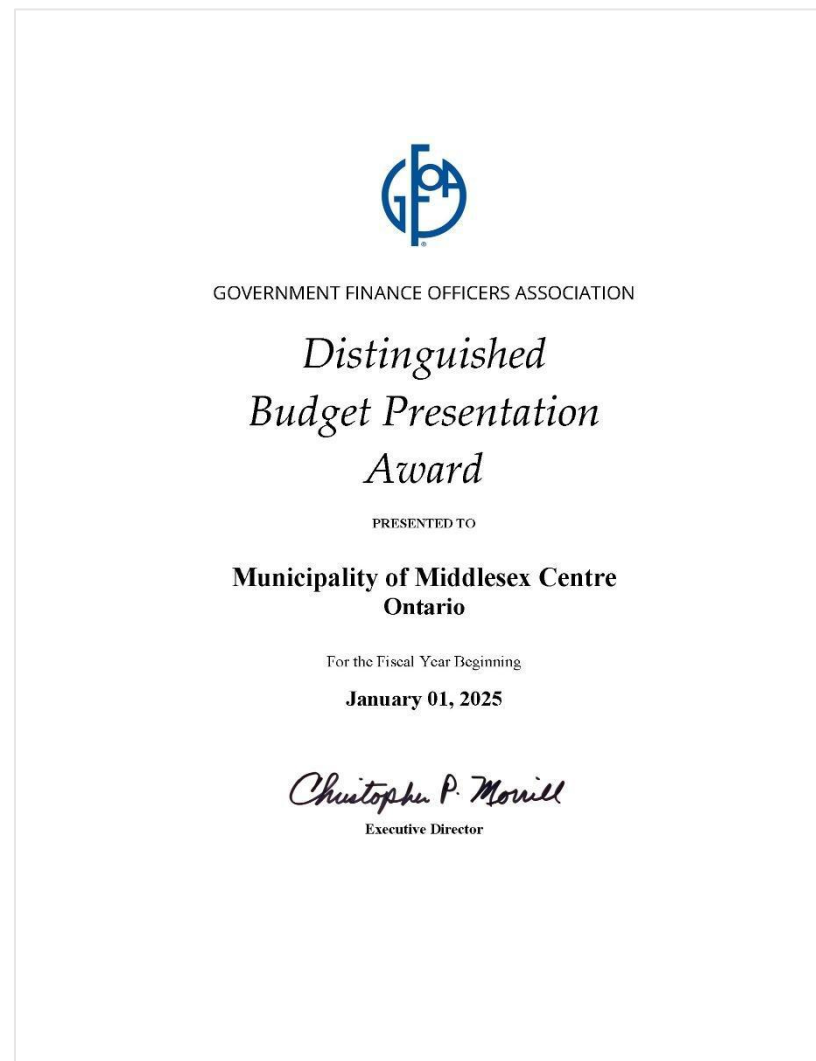 GFOA
®
GOVERNMENT FINANCE OFFICERS ASSOCIATION
Distinguished
Budget Presentation
Award
PRESENTED TO
Municipality of Middlesex Centre
Ontario
For the Fiscal Year Beginning
January 01, 2025
Christopher P. Morrill
Executive Director